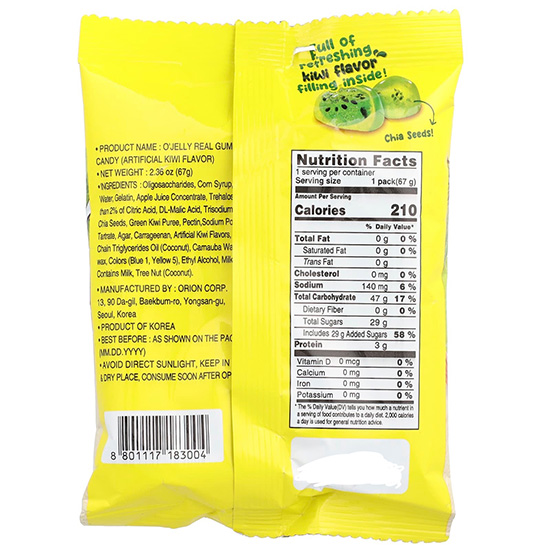 • PRODUCT NAME : O'JELLY REAL GUM
CANDY (ARTIFICIAL KIWI FLAVOR)
• NET WEIGHT : 2.36 oz (67g)
• INGREDIENTS : Oligosaccharides, Corn Syrup,
Water, Gelatin, Apple Juice Concentrate, Trehalos
than 2% of Citric Acid, DL-Malic Acid, Trisodium
Chia Seeds, Green Kiwi Puree, Pectin, Sodium Po
Tartrate, Agar, Carrageenan, Artificial Flavors,
Chain Triglycerides Oil (Coconut), Carnauba Wa
wax, Colors (Blue 1, Yellow 5), Ethyl Alcohol, Milk
Contains Milk, Tree Nut (Coconut).
• MANUFACTURED BY : ORION CORP.
13, 90 Da-gil, Baekbum-ro, Yongsan-gu,
Seoul, Korea
• PRODUCT OF KOREA
• BEST BEFORE : AS SHOWN ON THE PAC
(MM.DD.YYYY)
• AVOID DIRECT SUNLIGHT, KEEP IN
& DRY PLACE, CONSUME SOON AFTER OP
8 801117 183004
Full of
refreshing
kiwi flavor
filling inside!
Chia Seeds!
Nutrition Facts
1 serving per container
Serving size 1 pack(67 g)
Amount Per Serving
Calories 210
% Daily Value*
Total Fat 0 g 0 %
Saturated Fat 0 g 0 %
Trans Fat 0 g
Cholesterol 0 mg 0 %
Sodium 140 mg 6 %
Total Carbohydrate 47 g 17 %
Dietary Fiber 0 g 0 %
Total Sugars 29 g
Includes 29 g Added Sugars 58 %
Protein 3 g
Vitamin D 0 mcg 0 %
Calcium 0 mg 0 %
Iron 0 mg 0 %
Potassium 0 mg 0 %
* The % Daily Value(DV) tells you how much a nutrient in
a serving of food contributes to a daily diet. 2,000 calories
a day is used for general nutrition advice.